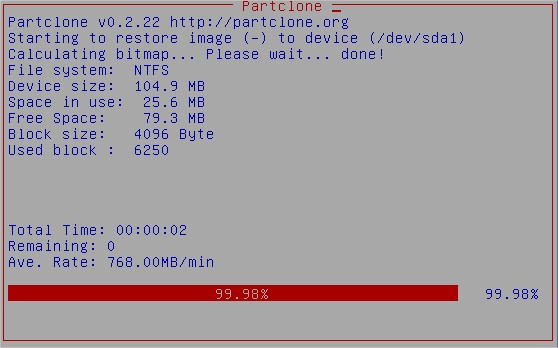 Partclone
Partclone v0.2.22 http://partclone.org
Starting to restore image (-) to device (/dev/sda1)
Calculating bitmap... Please wait... done!
File system:  NTFS
Device size:  104.9 MB
Space in use:  25.6 MB
Free Space:    79.3 MB
Block size:   4096 Byte
Used block :  6250
Total Time: 00:00:02
Remaining: 0
Ave. Rate: 768.00MB/min
99.98% 99.98%